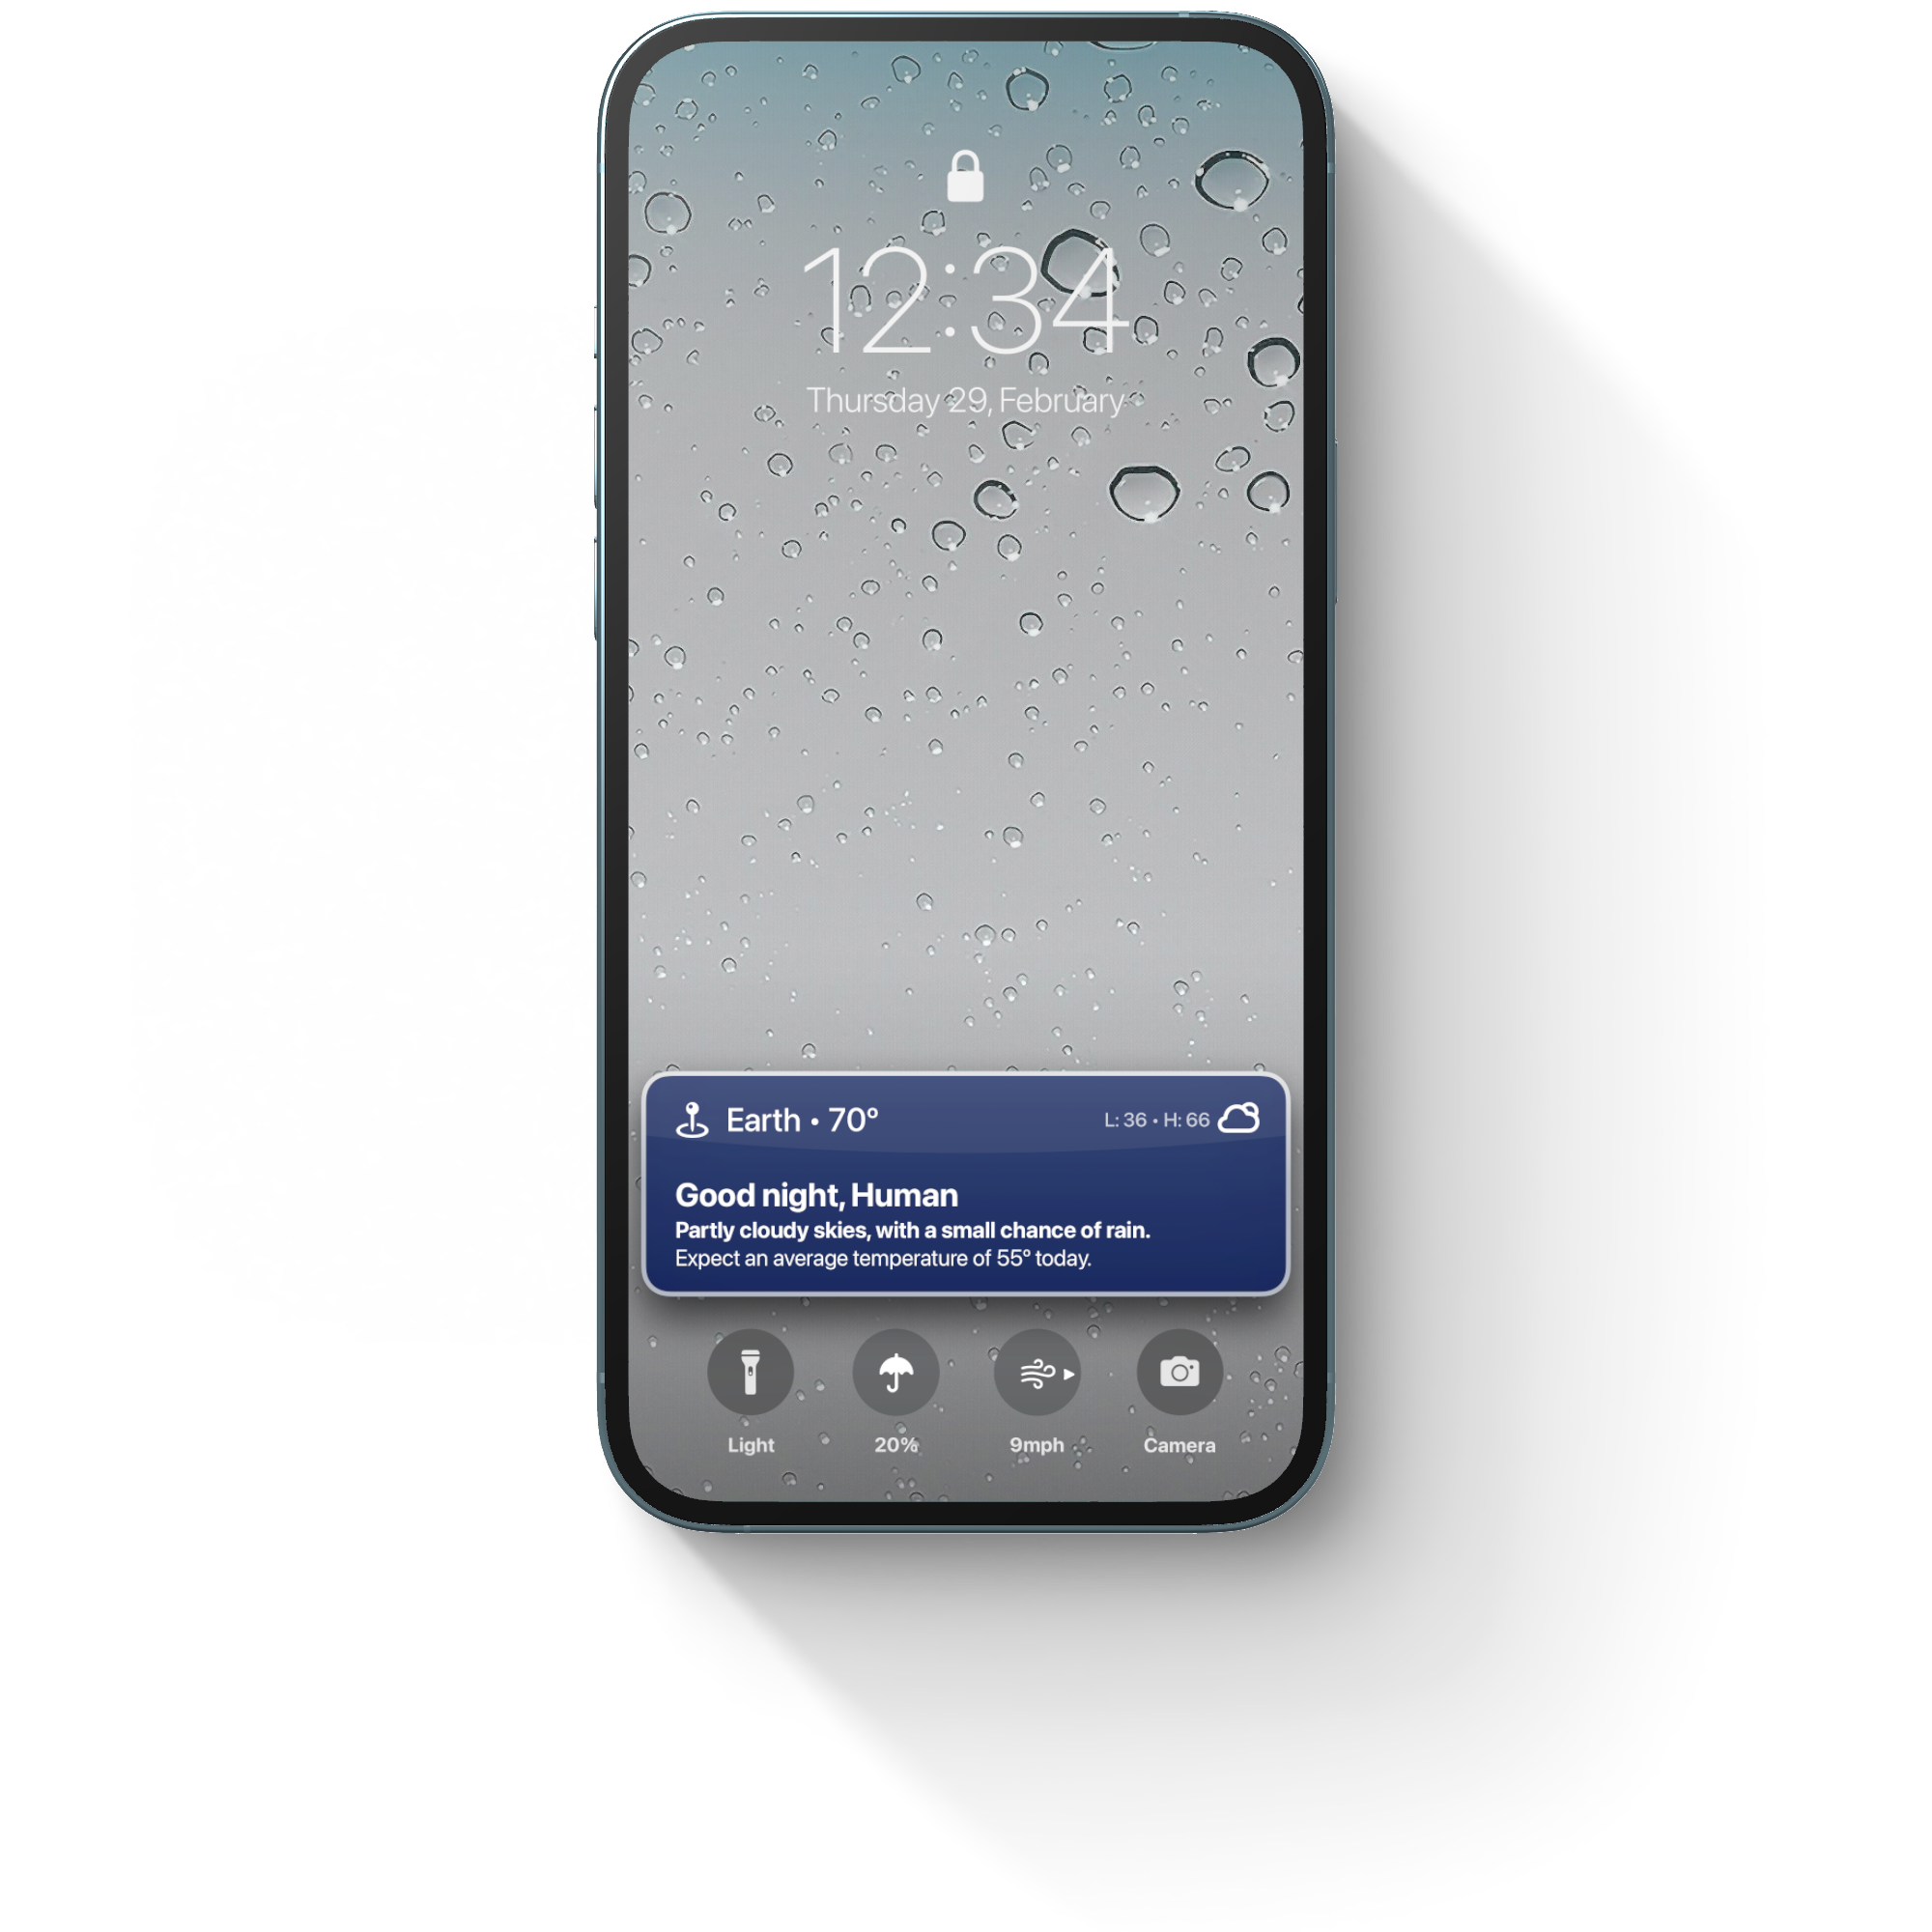 12:34
Thursday 29, February
Earth • 70°
L: 36 • H: 66
Good night, Human
Partly cloudy skies, with a small chance of rain.
Expect an average temperature of 55° today.
Light
20%
9mph
Camera